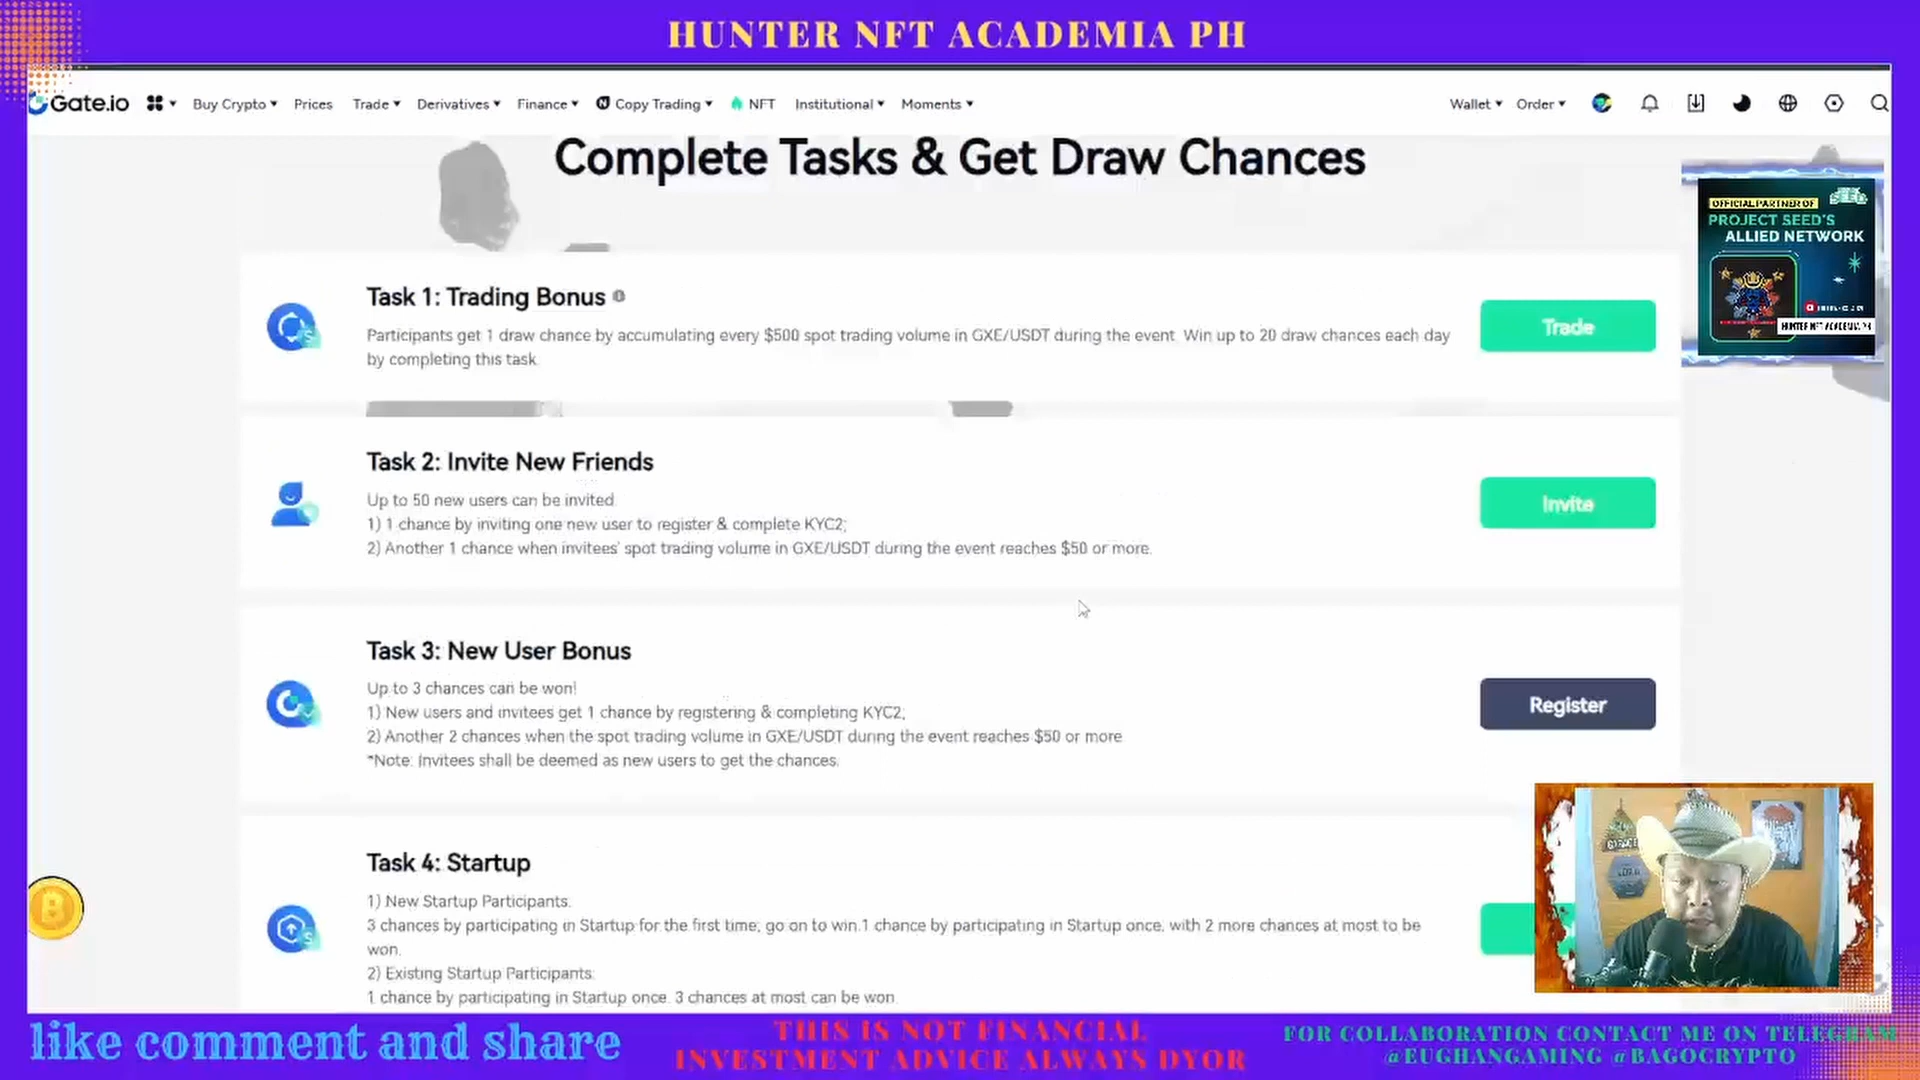 HUNTER NFT ACADEMIA PH
Gate.io Buy Crypto Prices Trade Derivatives Finance Copy Trading NFT Institutional Moments Wallet Order
Complete Tasks & Get Draw Chances
OFFICIAL PARTNER OF
SEED
PROJECT SEED'S
ALLIED NETWORK
HUNTER NFT ACADEMIA PH
Task 1: Trading Bonus
Participants get 1 draw chance by accumulating every $500 spot trading volume in GXE/USDT during the event. Win up to 20 draw chances each day
by completing this task.
Trade
Task 2: Invite New Friends
Up to 50 new users can be invited.
1) 1 chance by inviting one new user to register & complete KYC2;
2) Another 1 chance when invitees' spot trading volume in GXE/USDT during the event reaches $50 or more.
Invite
Task 3: New User Bonus
Up to 3 chances can be won!
1) New users and invitees get 1 chance by registering & completing KYC2;
2) Another 2 chances when the spot trading volume in GXE/USDT during the event reaches $50 or more
*Note: Invitees shall be deemed as new users to get the chances.
Register
Task 4: Startup
1) New Startup Participants:
3 chances by participating in Startup for the first time; go on to win 1 chance by participating in Startup once, with 2 more chances at most to be
won.
2) Existing Startup Participants:
1 chance by participating in Startup once. 3 chances at most can be won.
GARAGE
like comment and share
THIS IS NOT FINANCIAL
INVESTMENT ADVICE ALWAYS DYOR
FOR COLLABORATION CONTACT ME ON TELEGRAM
@EUGHANGAMING @BAGOCRYPTO